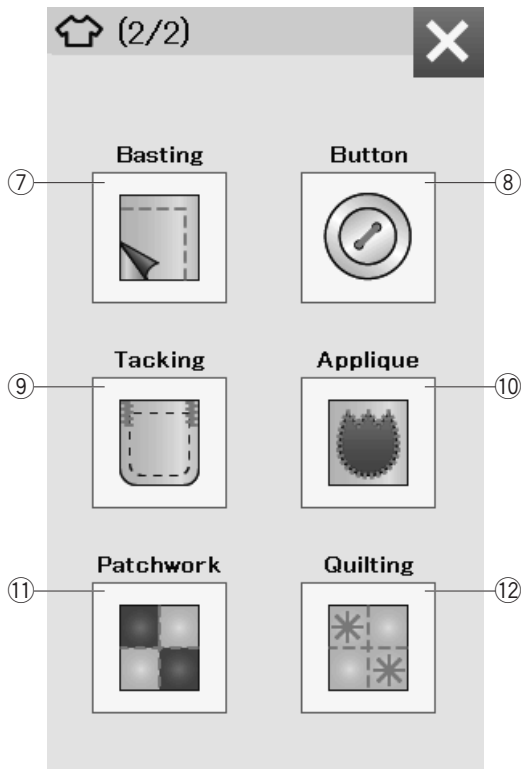 (2/2)
Basting Button
⑦ ⑧
Tacking Applique
⑨ ⑩
Patchwork Quilting
⑪ ⑫